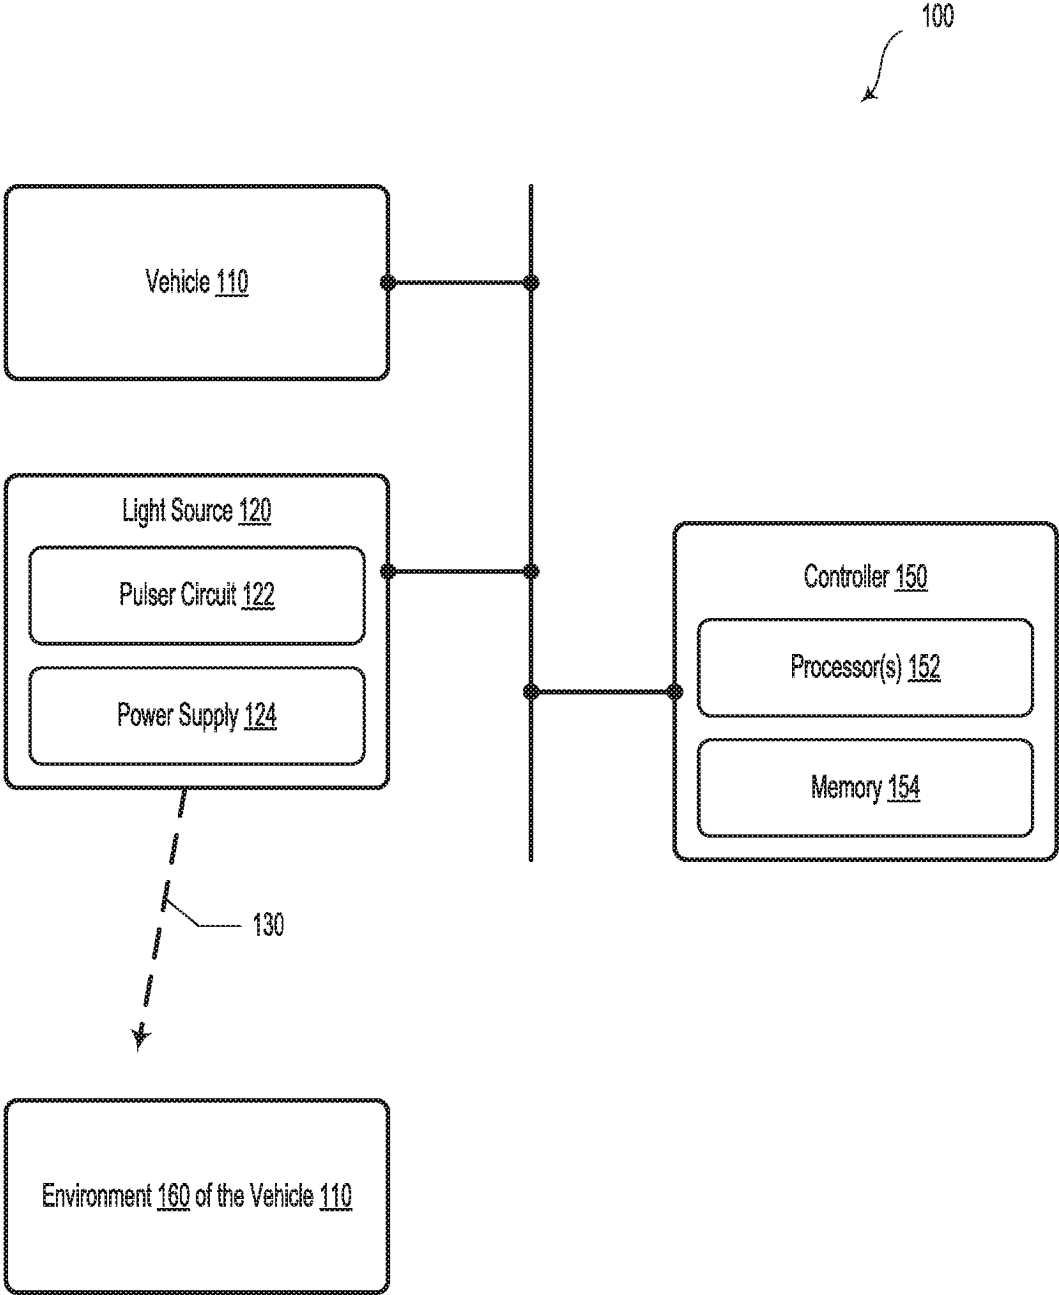 100
Vehicle 110
Light Source 120
Pulser Circuit 122
Power Supply 124
Controller 150
Processor(s) 152
Memory 154
130
Environment 160 of the Vehicle 110